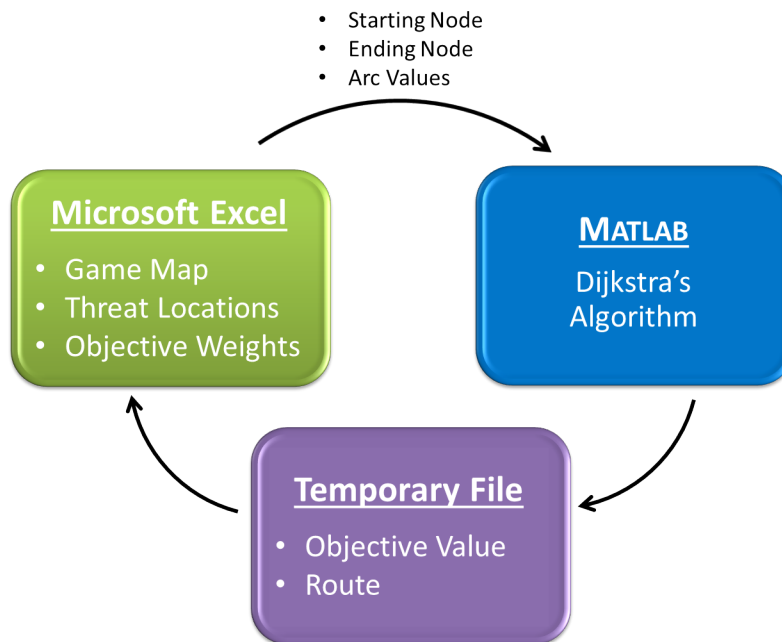 • Starting Node
• Ending Node
• Arc Values
Microsoft Excel
• Game Map
• Threat Locations
• Objective Weights
MATLAB
Dijkstra's
Algorithm
Temporary File
• Objective Value
• Route